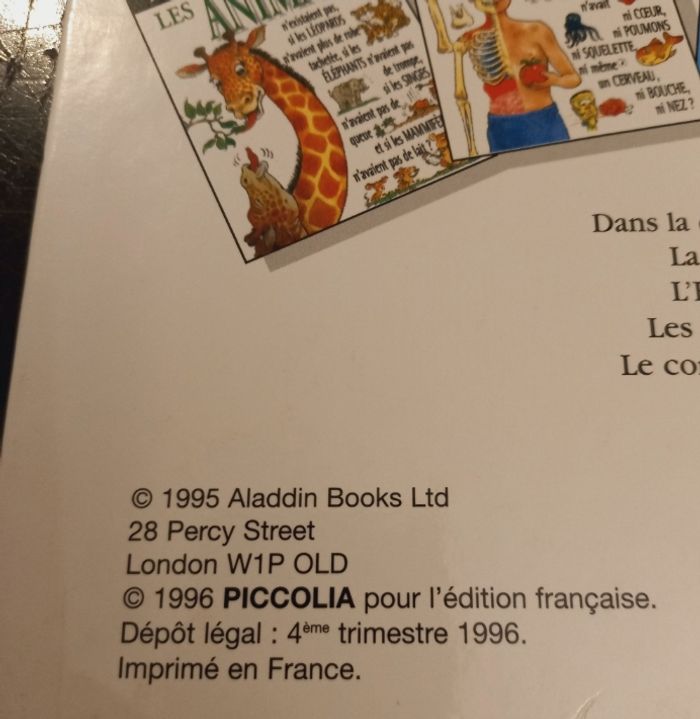 LES ANIM
n'existaient pas,
si les LÉOPARDS
n'avaient plus de robe
tachetée, si les
ÉLÉPHANTS n'avaient pas
de trompe,
si les SINGES
n'avaient pas de
queue
et si les MAMMIFÈ
n'avaient pas de lait ?
n'avait
ni CŒUR,
ni POUMONS
ni SQUELETTE,
ni même
un CERVEAU,
ni BOUCHE,
ni NEZ ?
Dans la
La
L'
Les
Le co
© 1995 Aladdin Books Ltd
28 Percy Street
London W1P OLD
© 1996 PICCOLIA pour l'édition française.
Dépôt légal : 4ème trimestre 1996.
Imprimé en France.